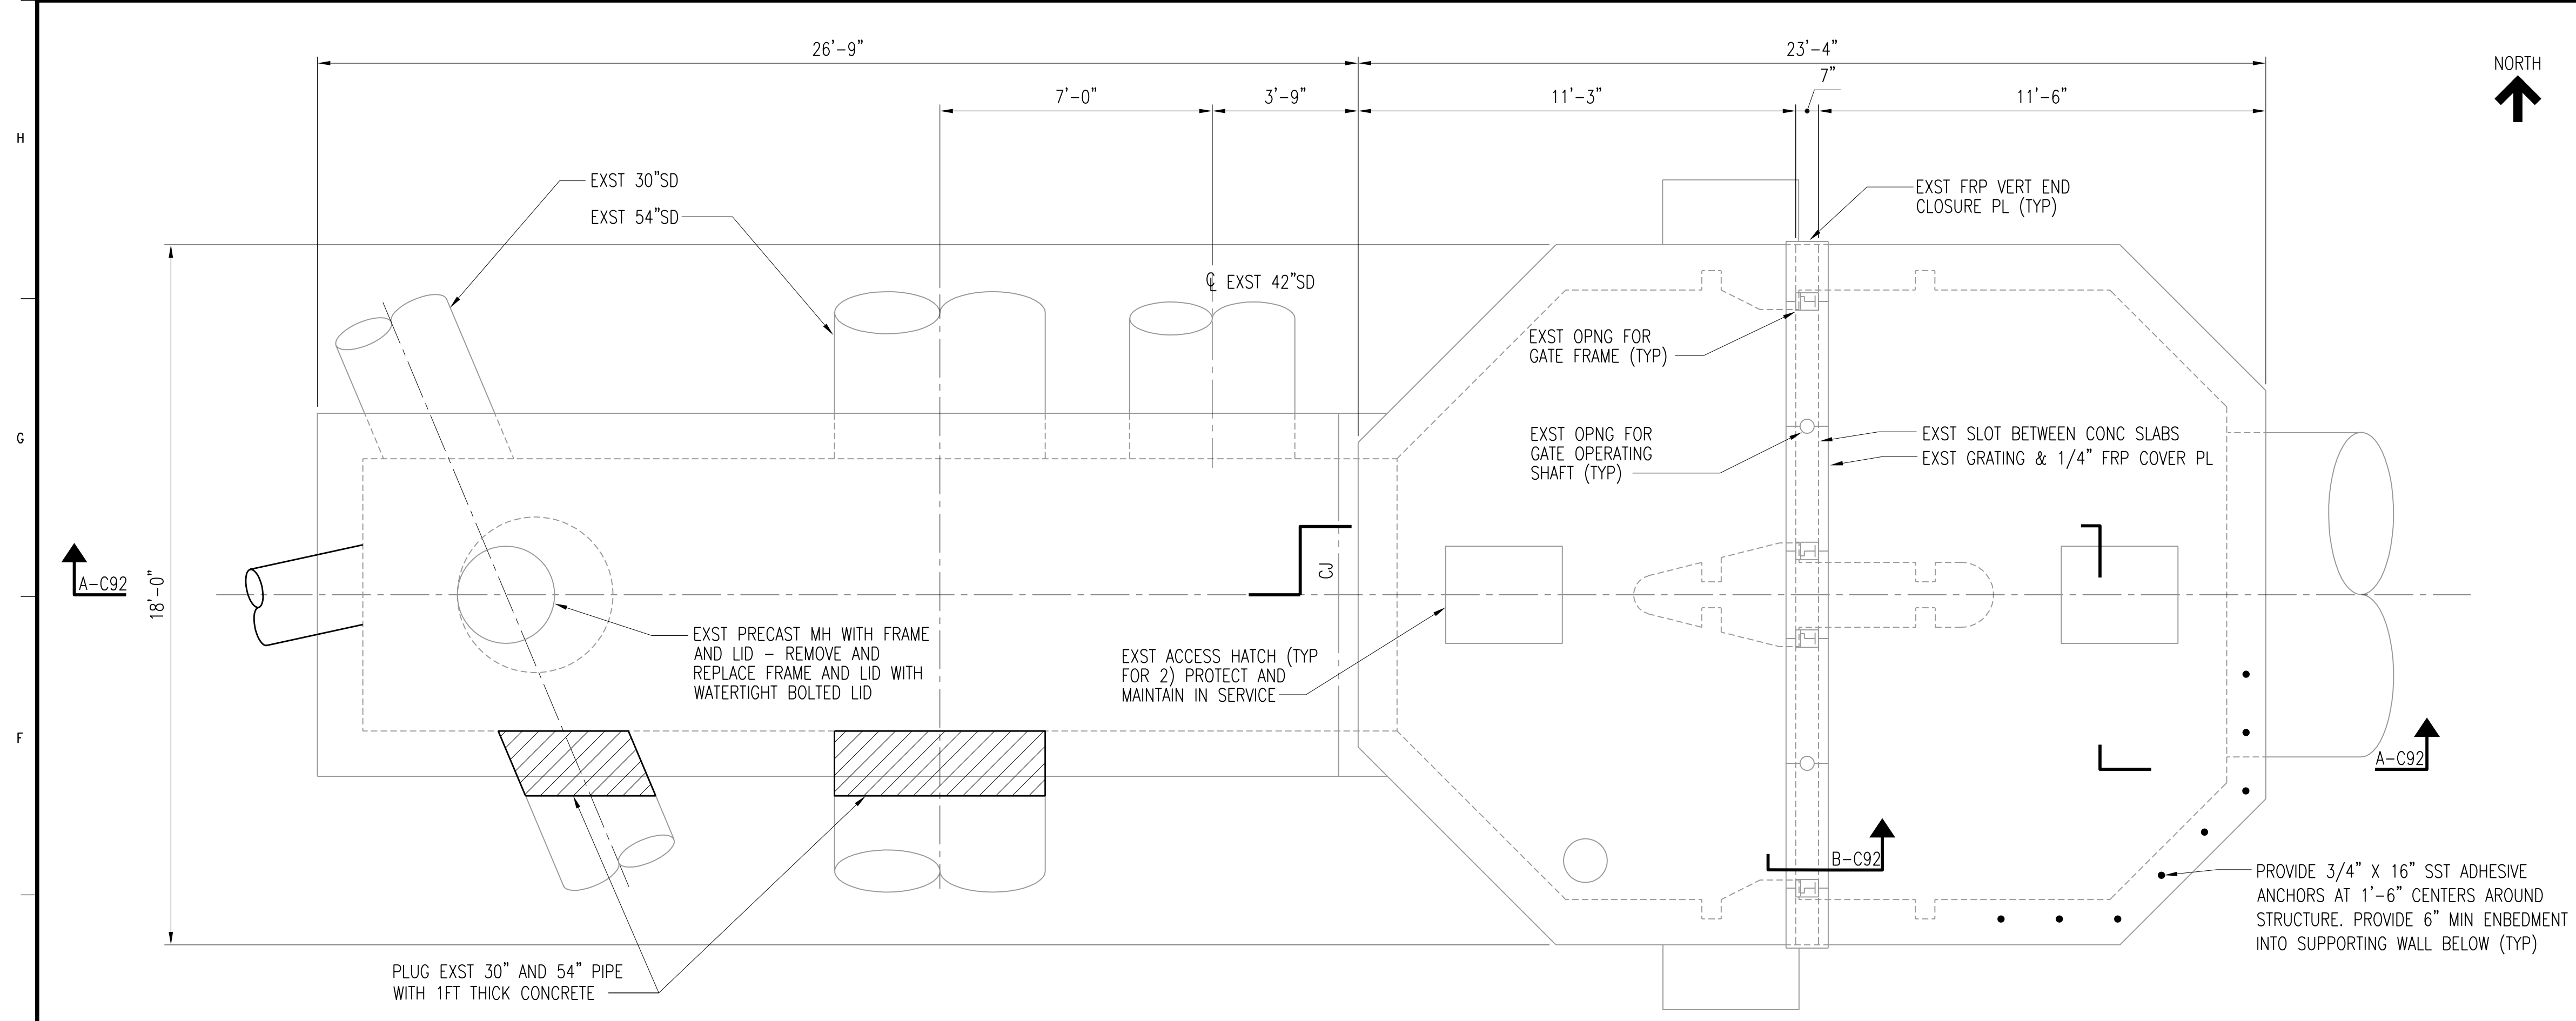 26'-9"
23'-4"
NORTH
7'-0"
3'-9"
11'-3"
7"
11'-6"
H
EXST 30"SD
EXST 54"SD
EXST FRP VERT END
CLOSURE PL (TYP)
℄ EXST 42"SD
EXST OPNG FOR
GATE FRAME (TYP)
G
EXST OPNG FOR
GATE OPERATING
SHAFT (TYP)
EXST SLOT BETWEEN CONC SLABS
EXST GRATING & 1/4" FRP COVER PL
A-C92
18'-0"
CJ
EXST PRECAST MH WITH FRAME
AND LID - REMOVE AND
REPLACE FRAME AND LID WITH
WATERTIGHT BOLTED LID
EXST ACCESS HATCH (TYP
FOR 2) PROTECT AND
MAINTAIN IN SERVICE
F
A-C92
B-C92
PROVIDE 3/4" X 16" SST ADHESIVE
ANCHORS AT 1'-6" CENTERS AROUND
STRUCTURE. PROVIDE 6" MIN ENBEDMENT
INTO SUPPORTING WALL BELOW (TYP)
PLUG EXST 30" AND 54" PIPE
WITH 1FT THICK CONCRETE